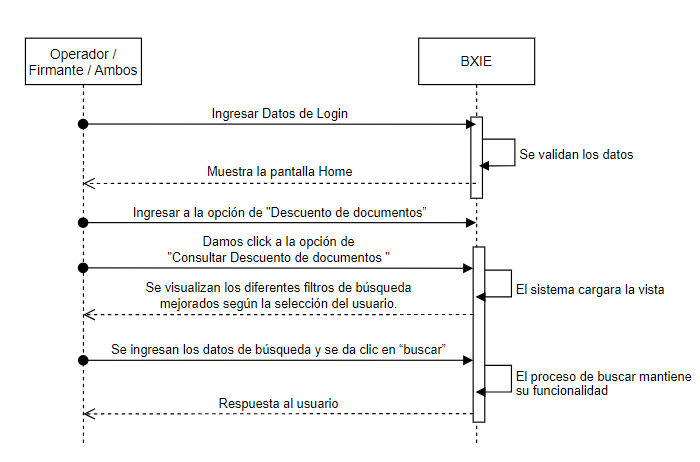 Operador /
Firmante / Ambos
BXIE
Ingresar Datos de Login
Se validan los datos
Muestra la pantalla Home
Ingresar a la opción de "Descuento de documentos”
Damos click a la opción de
"Consultar Descuento de documentos "
El sistema cargara la vista
Se visualizan los diferentes filtros de búsqueda
mejorados según la selección del usuario.
Se ingresan los datos de búsqueda y se da clic en “buscar”
El proceso de buscar mantiene
su funcionalidad
Respuesta al usuario